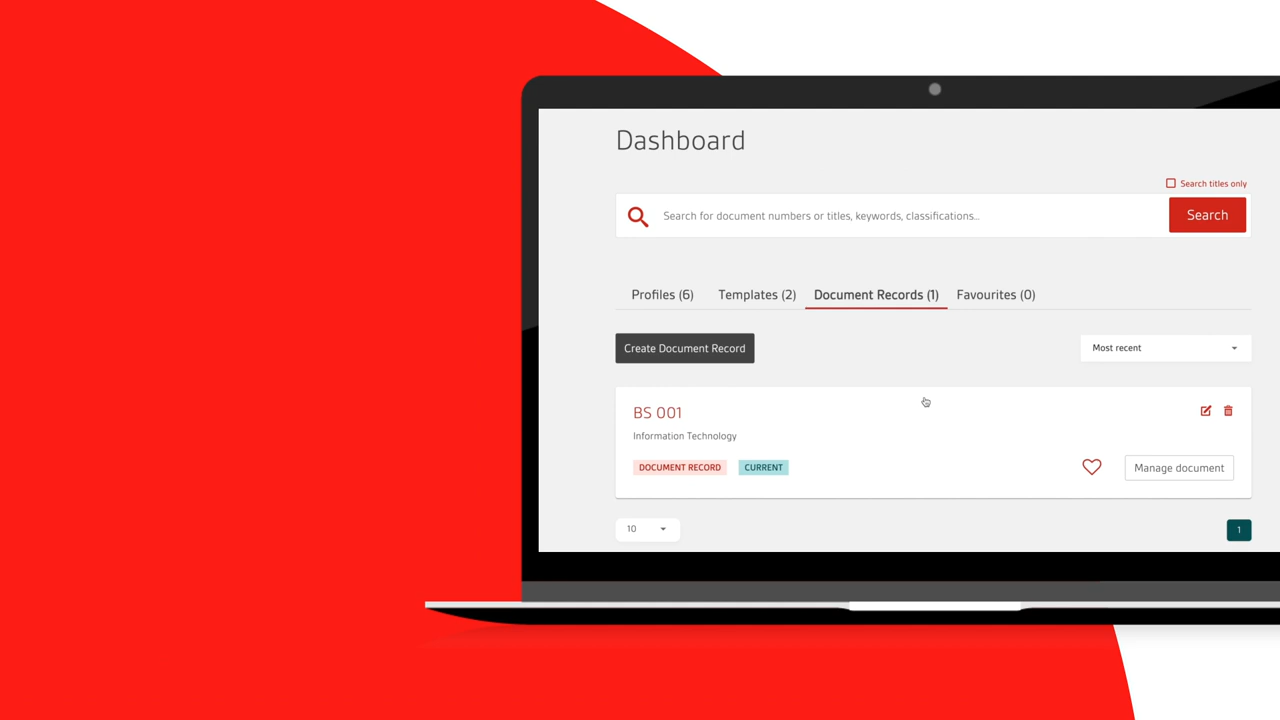 Dashboard
Search titles only
Search for document numbers or titles, keywords, classifications...
Search
Profiles (6) Templates (2) Document Records (1) Favourites (0)
Create Document Record
Most recent
BS 001
Information Technology
DOCUMENT RECORD CURRENT
Manage document
10
1